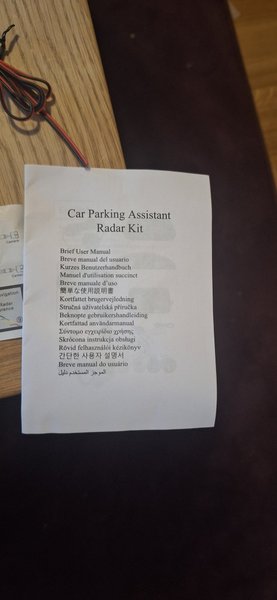 Car Parking Assistant
Radar Kit
Brief User Manual
Breve manual del usuario
Kurzes Benutzerhandbuch
Manuel d'utilisation succinct
Breve manuale d'uso
簡單な使用說明書
Kortfattet brugervejledning
Stručná uživatelská příručka
Beknopte gebruikershandleiding
Kortfattad användarmanual
Σύντομο εγχειρίδιο χρήσης
Skrócona instrukcja obsługi
Rövid felhasználói kézikönyv
간단한 사용자 설명서
Breve manual do usuário
الموجز المستخدم دليل
Radar